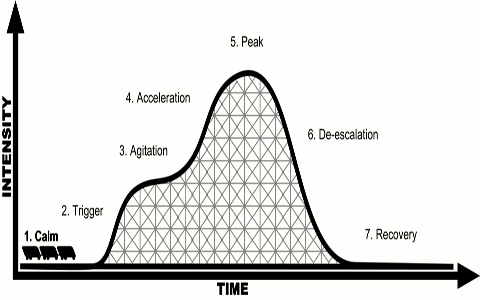 5. Peak
4. Acceleration
6. De-escalation
3. Agitation
2. Trigger
7. Recovery
1. Calm
INTENSITY
TIME